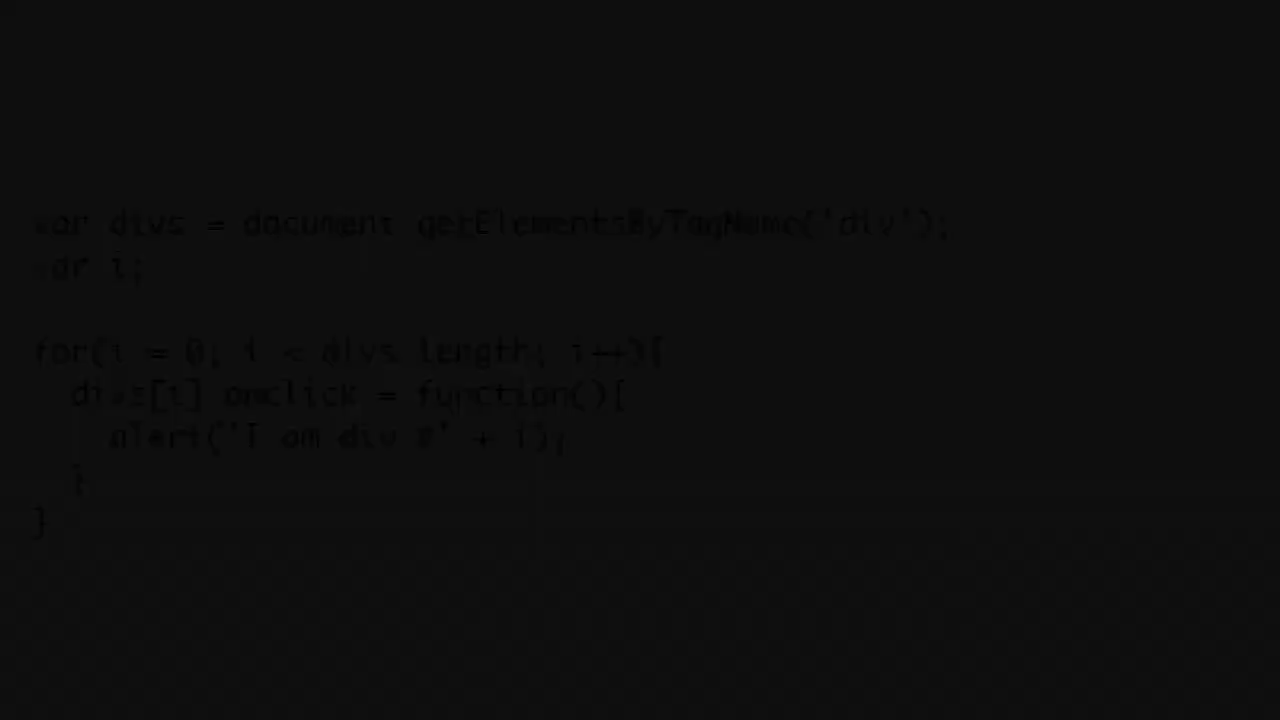 var divs = document.getElementsByTagName('div');
var i;
for(i = 0; i < divs.length; i++){
divs[i].onclick = function(){
alert('I am div #' + i);
}
}